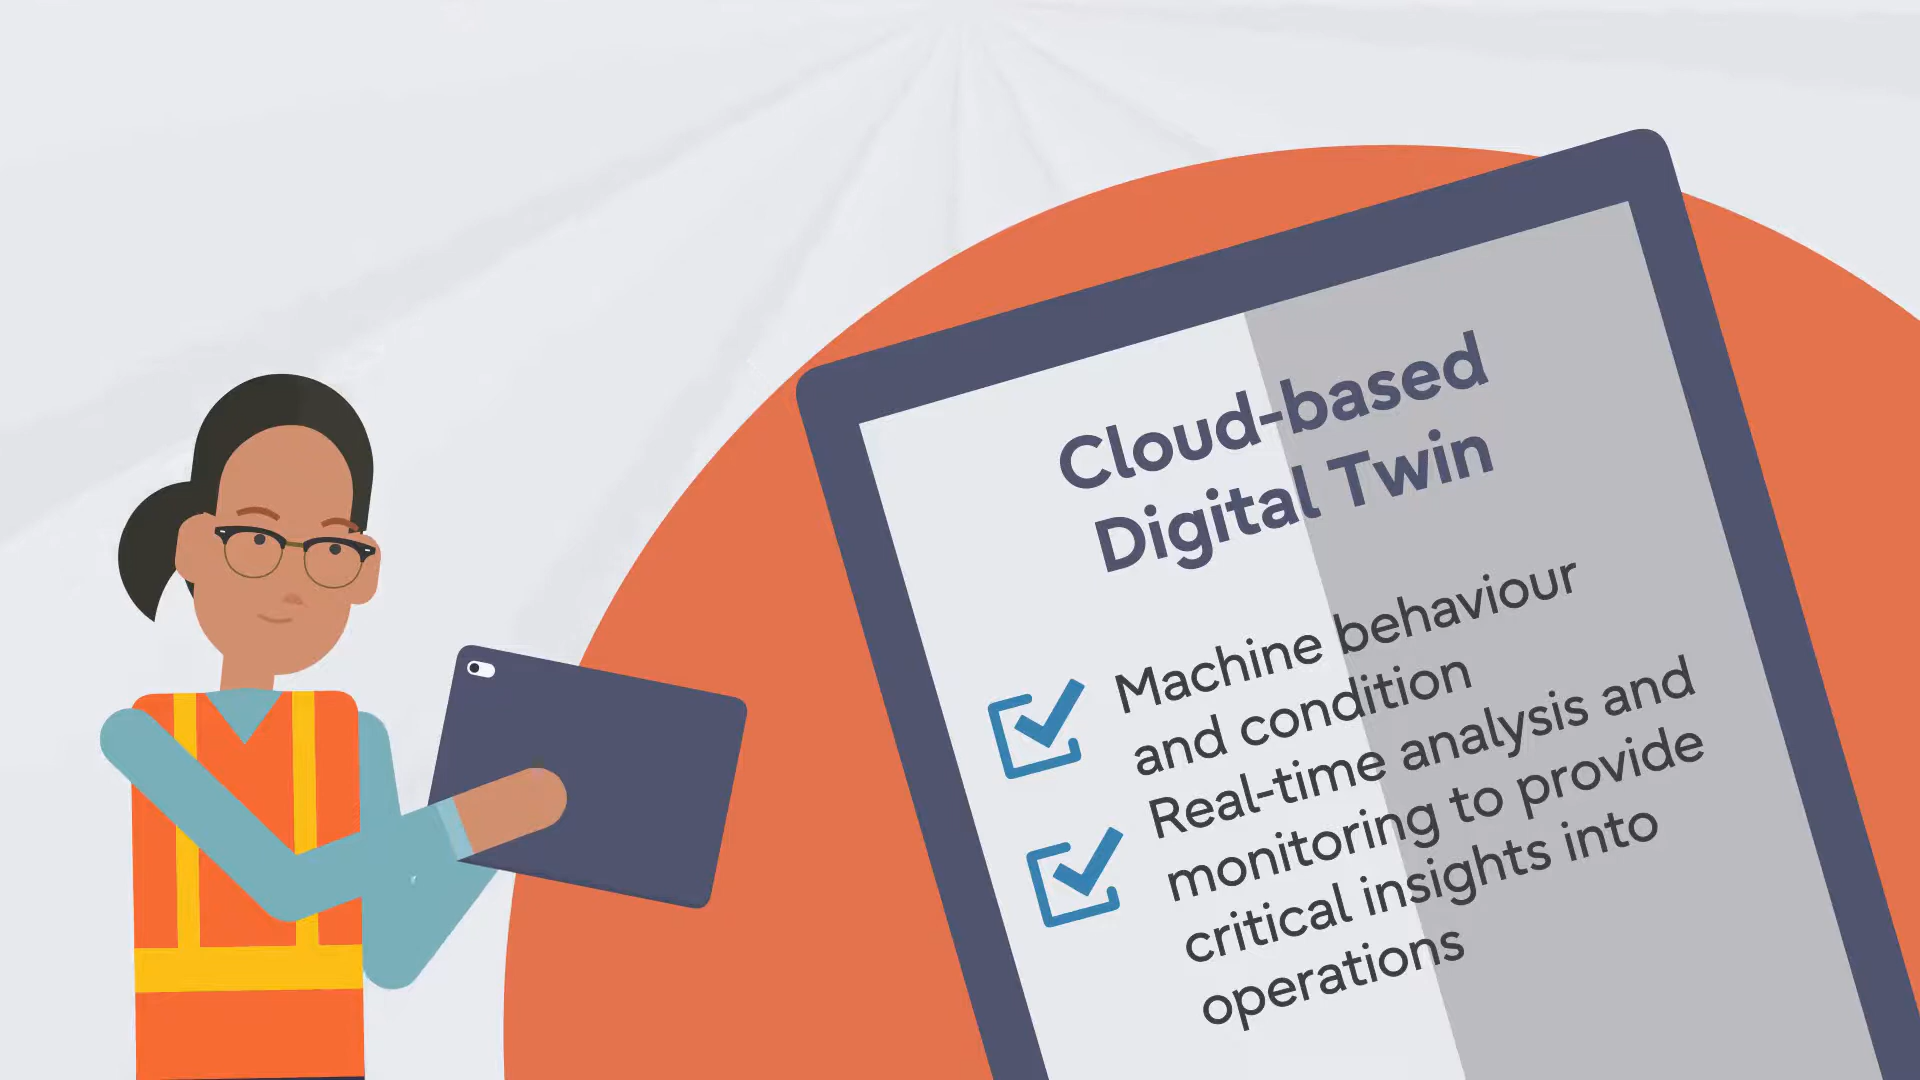 Cloud-based
Digital Twin
Machine behaviour
and condition
Real-time analysis and
monitoring to provide
critical insights into
operations